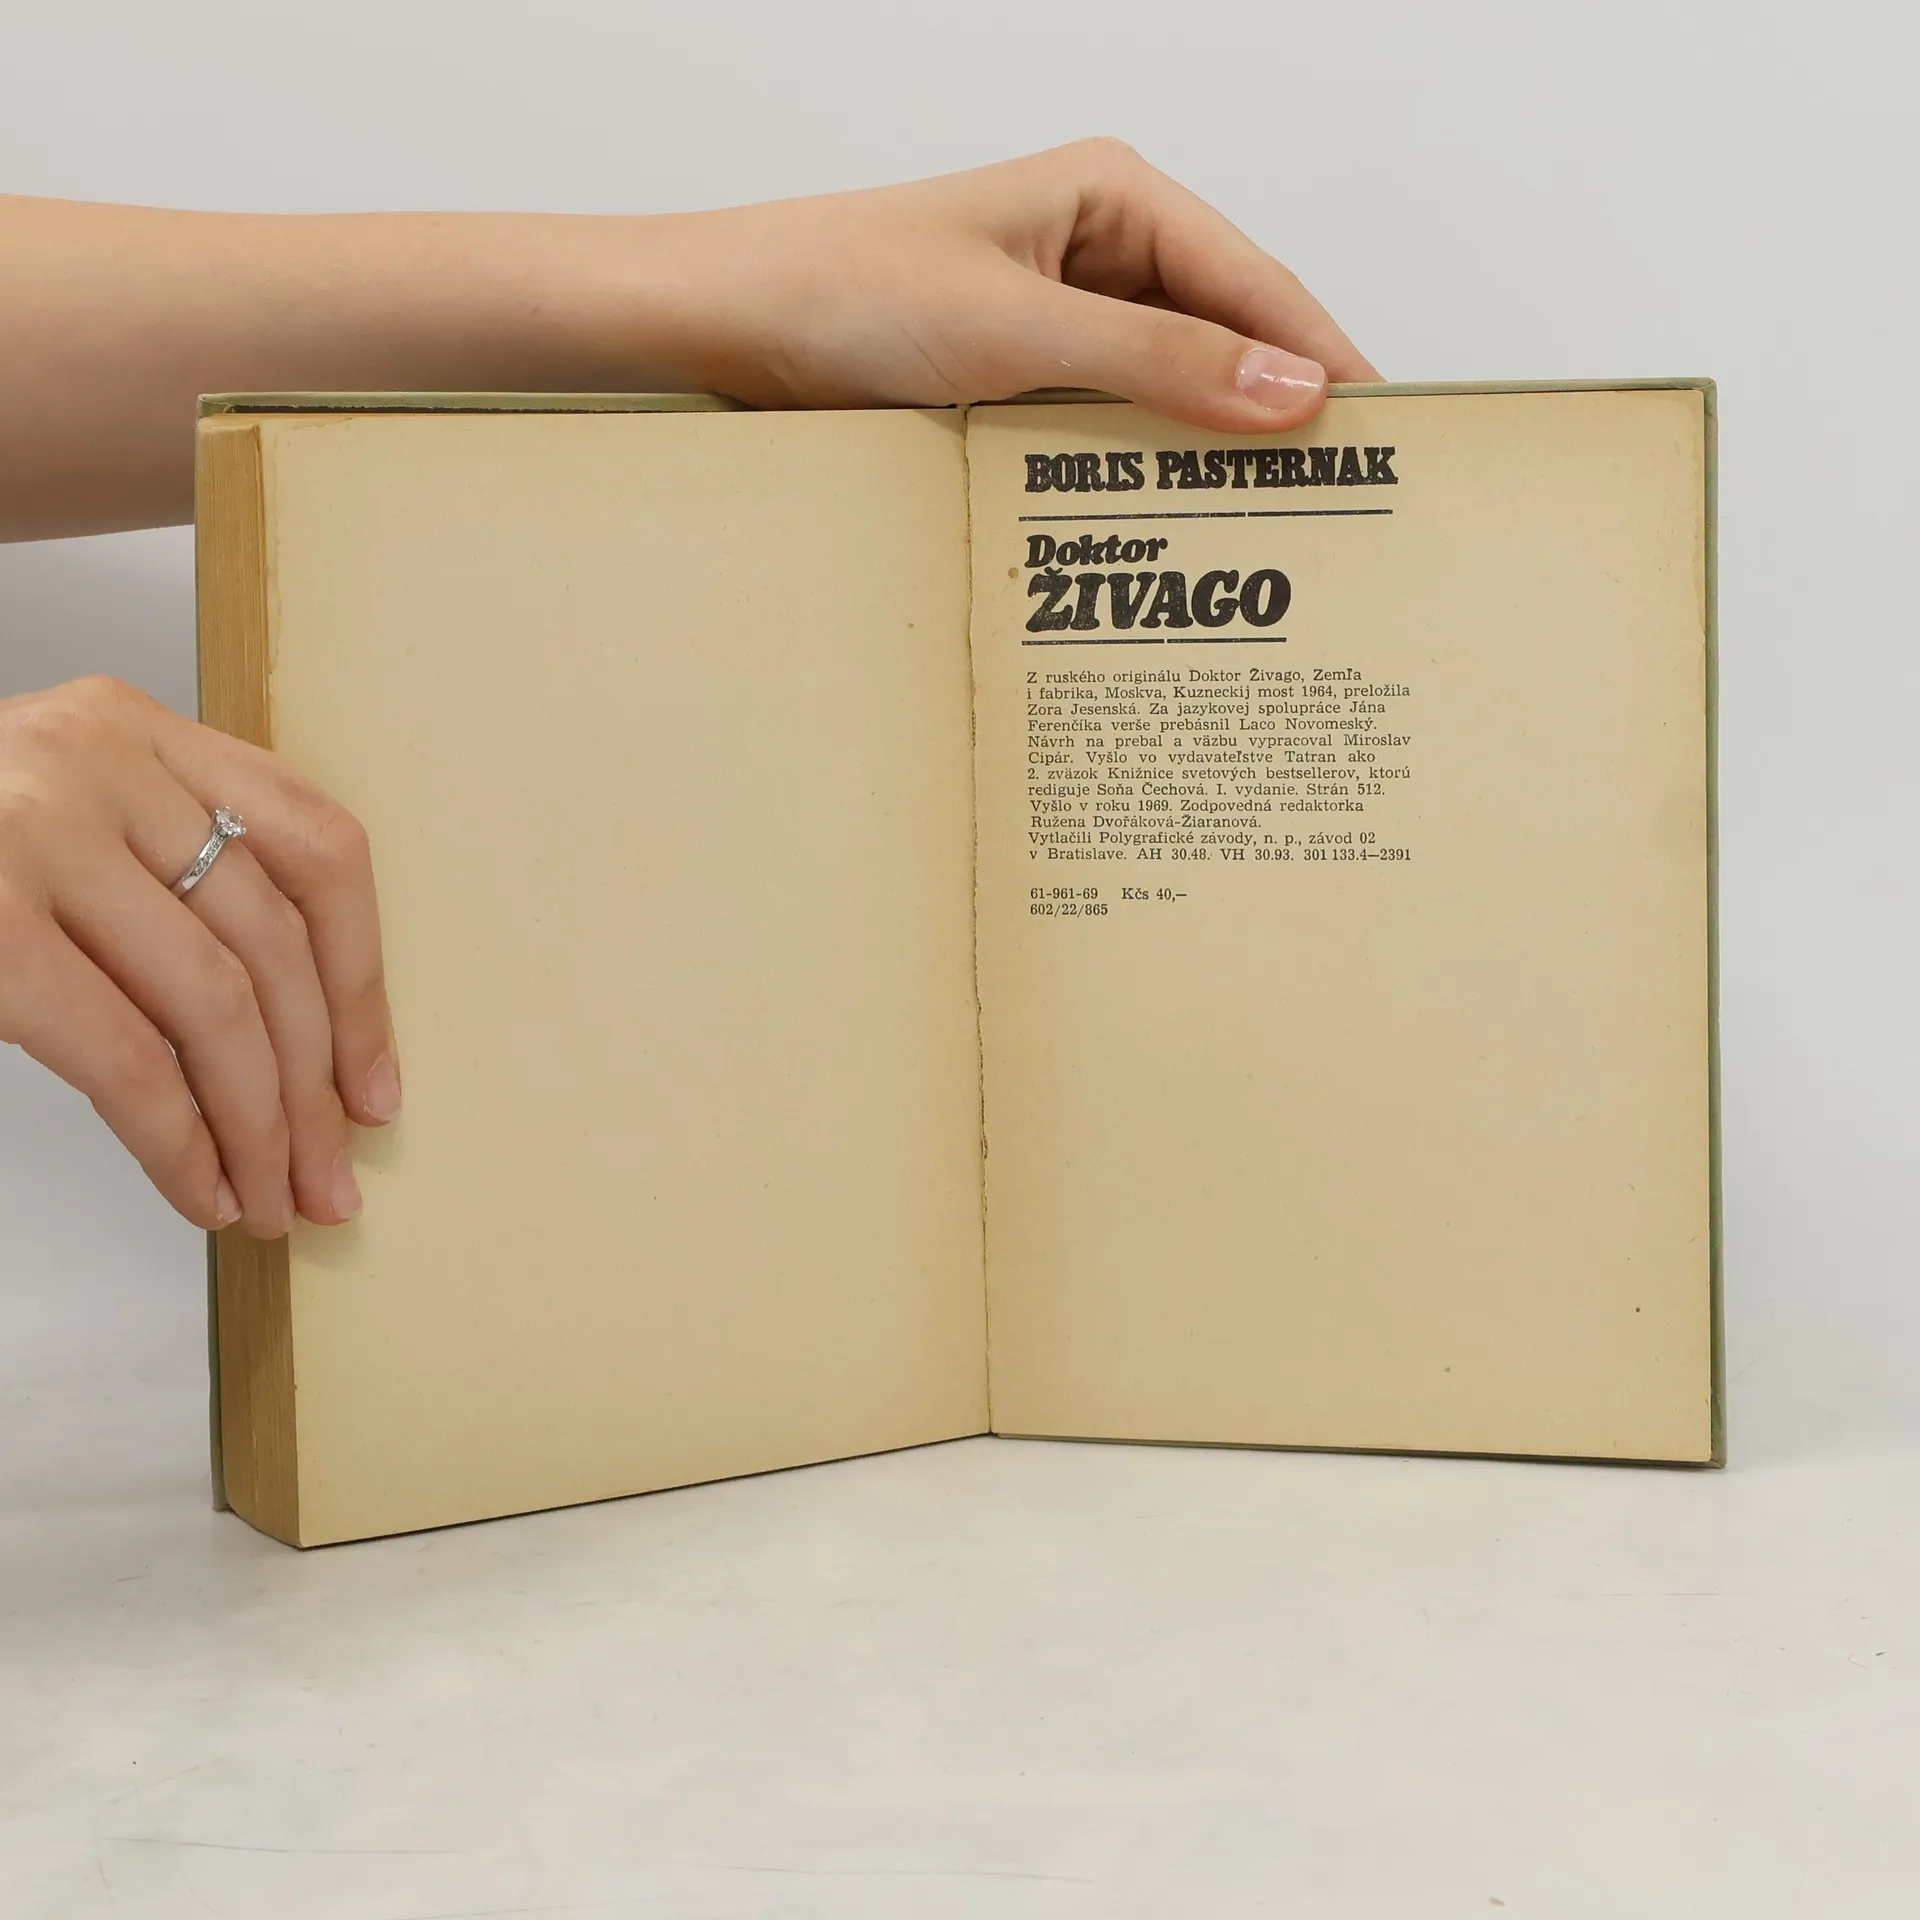 BORIS PASTERNAK
Doktor
ŽIVAGO
Z ruského originálu Doktor Živago, Zemľa
i fabrika, Moskva, Kuzneckij most 1964, preložila
Zora Jesenská. Za jazykovej spolupráce Jána
Ferenčíka verše prebásnil Laco Novomeský.
Návrh na prebal a väzbu vypracoval Miroslav
Cipár. Vyšlo vo vydavateľstve Tatran ako
2. zväzok Knižnice svetových bestsellerov, ktorú
rediguje Soňa Čechová. I. vydanie. Strán 512.
Vyšlo v roku 1969. Zodpovedná redaktorka
Ružena Dvořáková-Žiaranová.
Vytlačili Polygrafické závody, n. p., závod 02
v Bratislave. AH 30.48. VH 30.93. 301 133.4—2391
61-961-69 Kčs 40,—
602/22/865